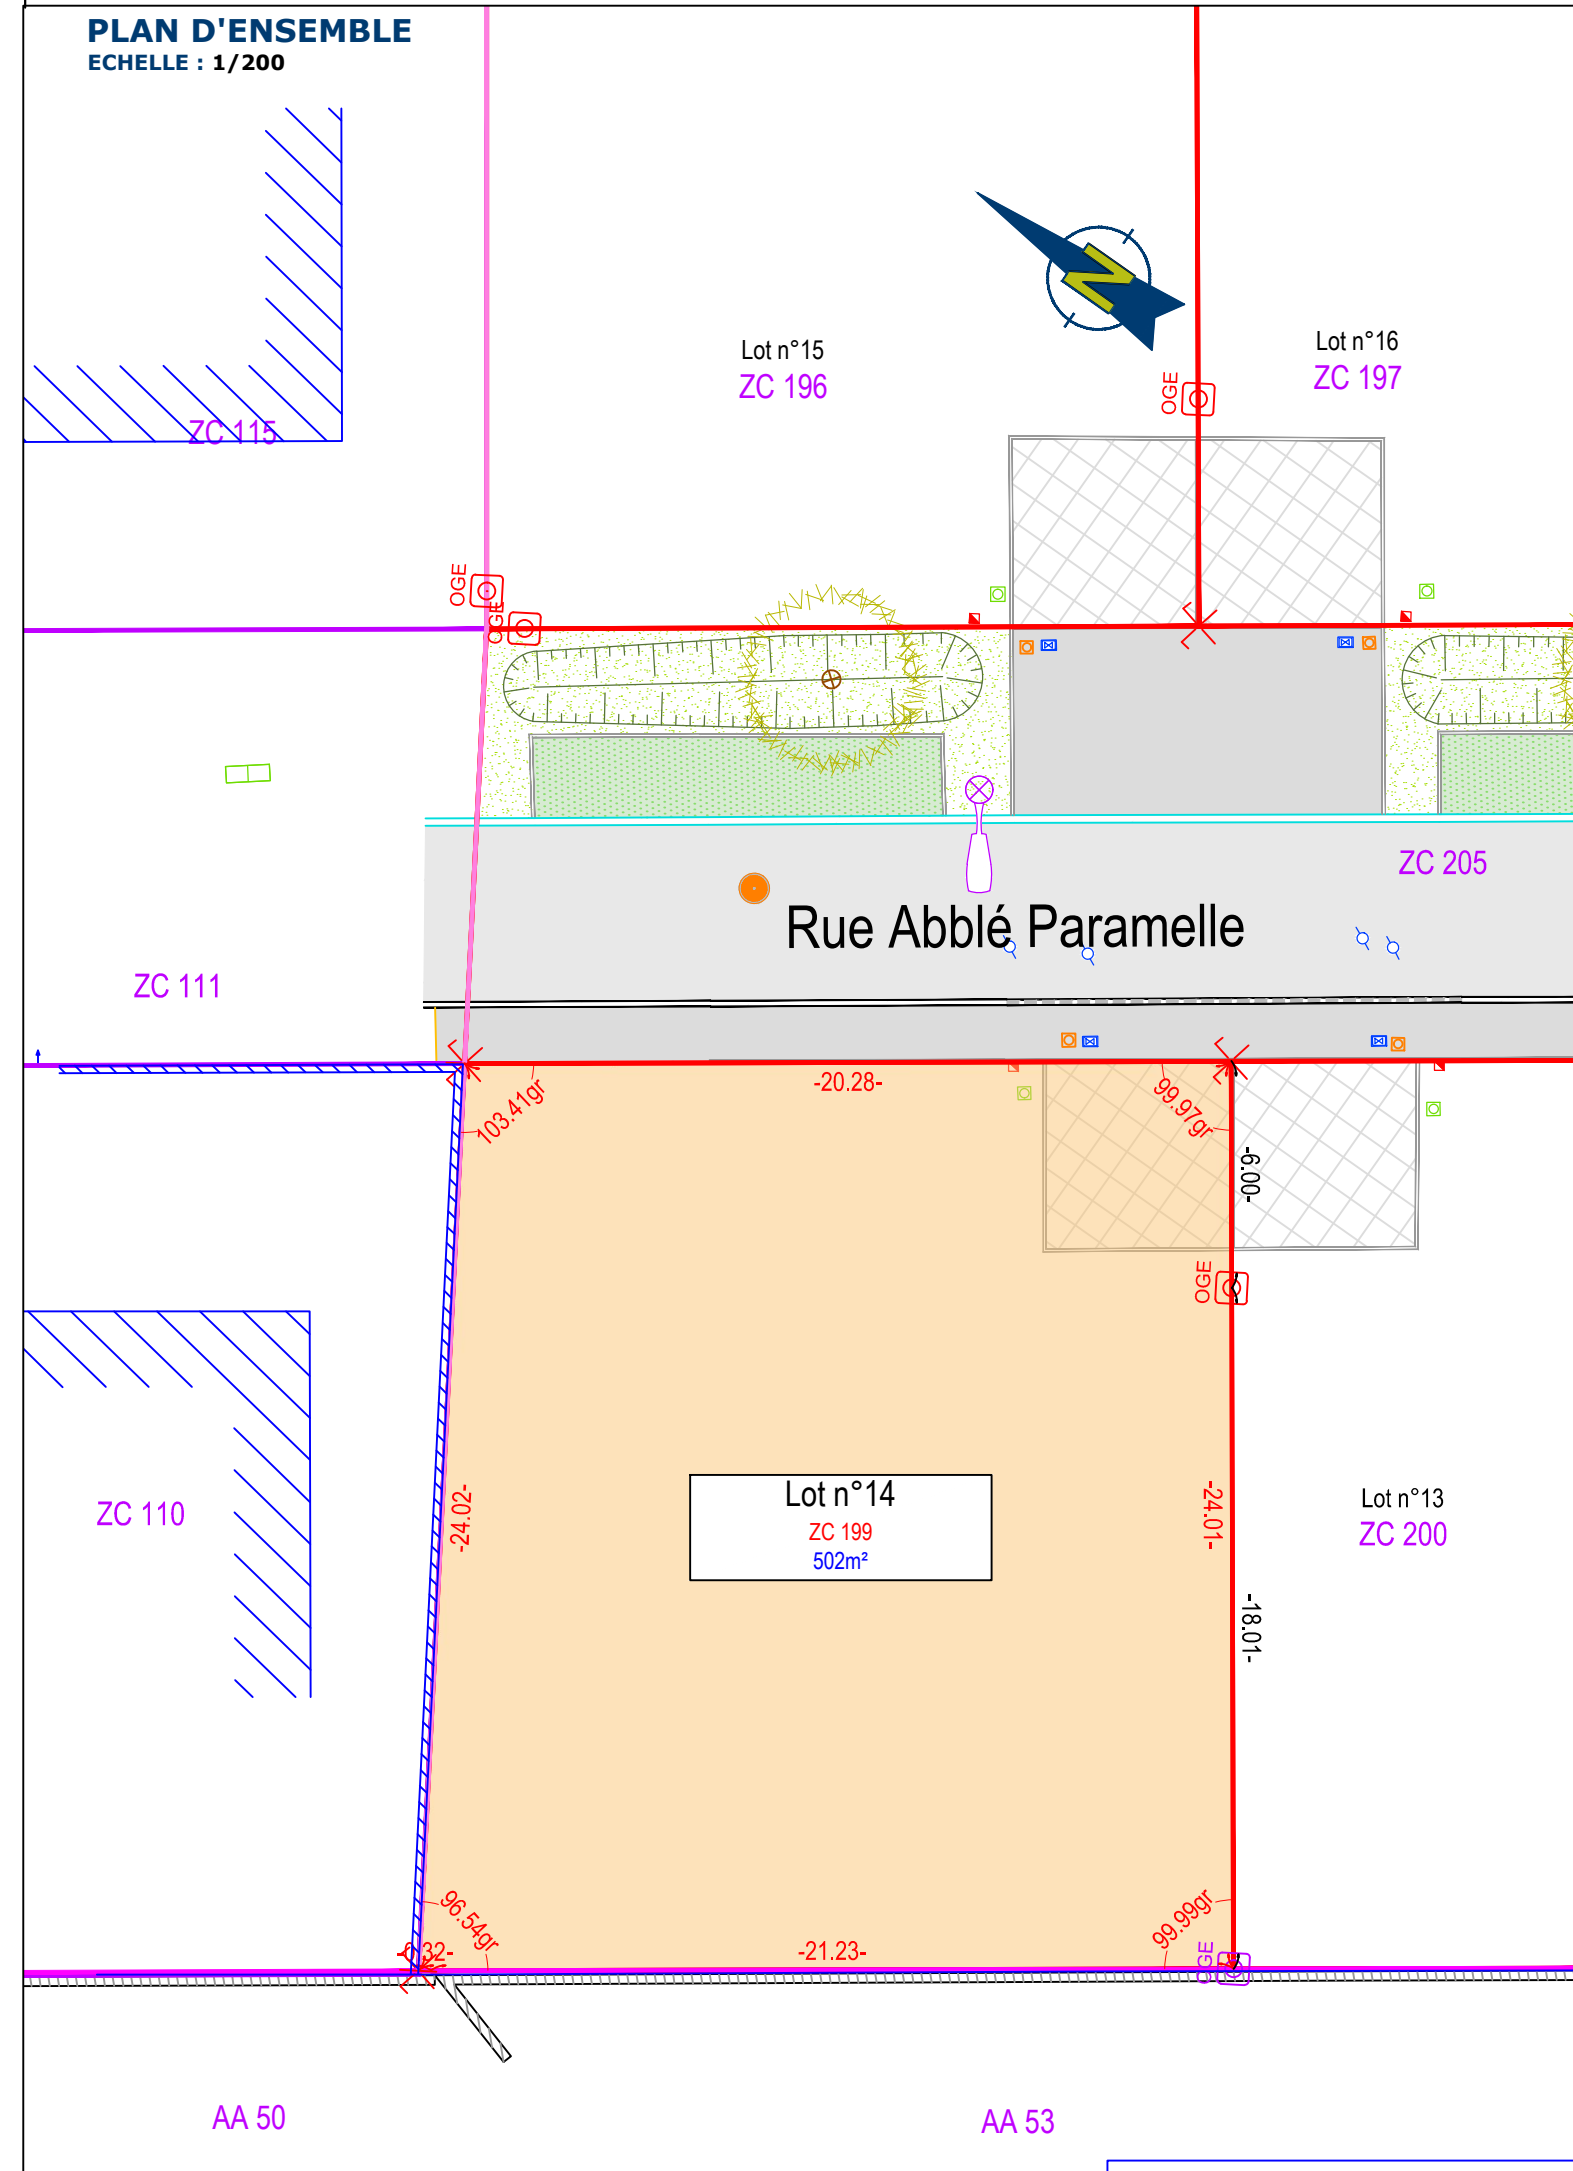 PLAN D'ENSEMBLE
ECHELLE : 1/200
N
Lot n°15
ZC 196
Lot n°16
ZC 197
OGE
ZC 115
OGE
OGE
ZC 205
Rue Abblé Paramelle
ZC 111
103.41gr
-20.28-
99.97gr
-6.00-
OGE
-24.02-
Lot n°14
ZC 199
502m²
-24.01-
Lot n°13
ZC 200
ZC 110
-18.01-
96.54gr
99.99gr
-21.23-
OGE
AA 50
AA 53